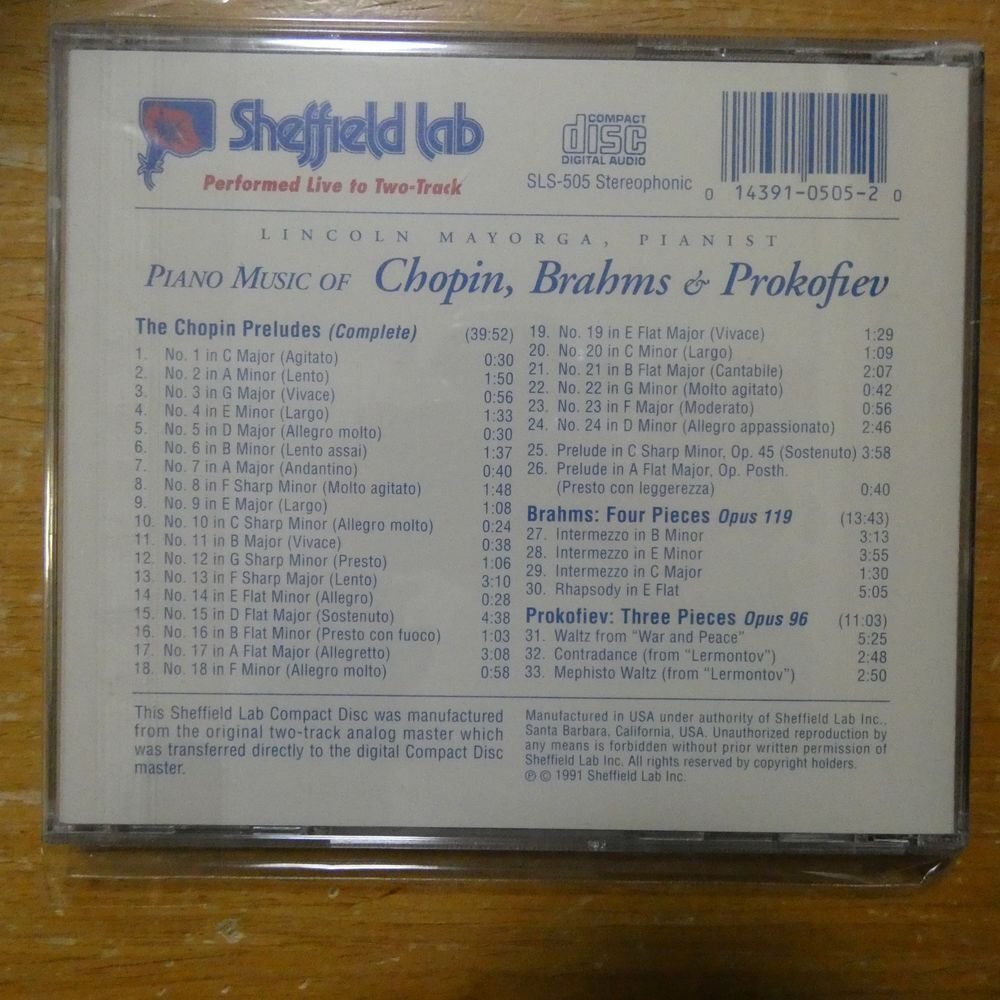 Sheffield Lab
Performed Live to Two-Track
COMPACT
disc
DIGITAL AUDIO
SLS-505 Stereophonic
0 14391-0505-2 0
LINCOLN MAYORGA, PIANIST
PIANO MUSIC OF Chopin, Brahms & Prokofiev
The Chopin Preludes (Complete) (39:52)
1. No. 1 in C Major (Agitato) 0:30
2. No. 2 in A Minor (Lento) 1:50
3. No. 3 in G Major (Vivace) 0:56
4. No. 4 in E Minor (Largo) 1:33
5. No. 5 in D Major (Allegro molto) 0:30
6. No. 6 in B Minor (Lento assai) 1:37
7. No. 7 in A Major (Andantino) 0:40
8. No. 8 in F Sharp Minor (Molto agitato) 1:48
9. No. 9 in E Major (Largo) 1:08
10. No. 10 in C Sharp Minor (Allegro molto) 0:24
11. No. 11 in B Major (Vivace) 0:38
12. No. 12 in G Sharp Minor (Presto) 1:06
13. No. 13 in F Sharp Major (Lento) 3:10
14 No. 14 in E Flat Minor (Allegro) 0:28
15. No. 15 in D Flat Major (Sostenuto) 4:38
16. No. 16 in B Flat Minor (Presto con fuoco) 1:03
17. No. 17 in A Flat Major (Allegretto) 3:08
18. No. 18 in F Minor (Allegro molto) 0:58
19. No. 19 in E Flat Major (Vivace) 1:29
20. No. 20 in C Minor (Largo) 1:09
21. No. 21 in B Flat Major (Cantabile) 2:07
22. No. 22 in G Minor (Molto agitato) 0:42
23. No. 23 in F Major (Moderato) 0:56
24. No. 24 in D Minor (Allegro appassionato) 2:46
25. Prelude in C Sharp Minor, Op. 45 (Sostenuto) 3:58
26. Prelude in A Flat Major, Op. Posth.
(Presto con leggerezza) 0:40
Brahms: Four Pieces Opus 119 (13:43)
27. Intermezzo in B Minor 3:13
28. Intermezzo in E Minor 3:55
29. Intermezzo in C Major 1:30
30. Rhapsody in E Flat 5:05
Prokofiev: Three Pieces Opus 96 (11:03)
31. Waltz from "War and Peace" 5:25
32. Contradance (from "Lermontov") 2:48
33. Mephisto Waltz (from "Lermontov") 2:50
This Sheffield Lab Compact Disc was manufactured
from the original two-track analog master which
was transferred directly to the digital Compact Disc
master.
Manufactured in USA under authority of Sheffield Lab Inc.,
Santa Barbara, California, USA. Unauthorized reproduction by
any means is forbidden without prior written permission of
Sheffield Lab Inc. All rights reserved by copyright holders.
℗ © 1991 Sheffield Lab Inc.